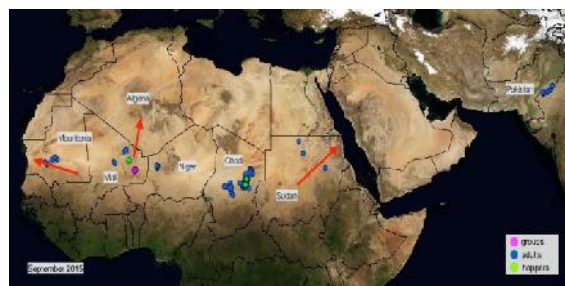 Algeria
Pakistan
Mauritania
Mali
Niger
Chad
Sudan
groups
adults
hoppers
September 2015